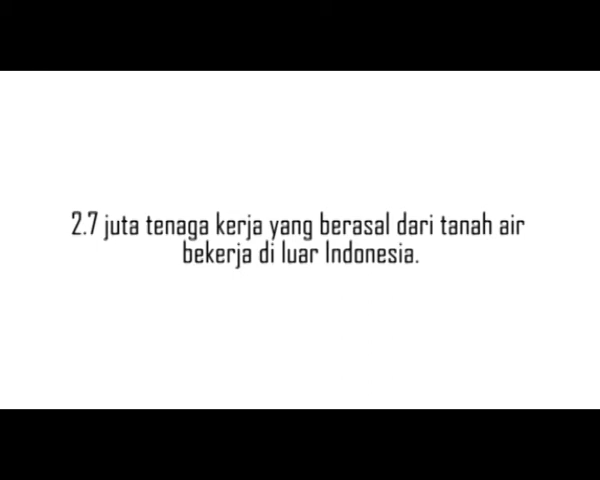 2.7 juta tenaga kerja yang berasal dari tanah air
bekerja di luar Indonesia.